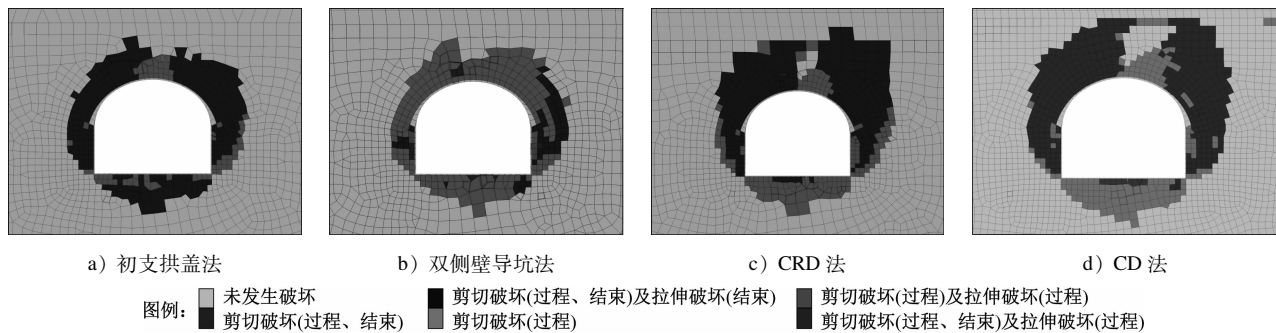 a）初支拱盖法 b）双侧壁导坑法 c）CRD 法 d）CD 法
图例： 未发生破坏 剪切破坏(过程、结束)及拉伸破坏(结束) 剪切破坏(过程)及拉伸破坏(过程)
剪切破坏(过程、结束) 剪切破坏(过程) 剪切破坏(过程、结束)及拉伸破坏(过程)